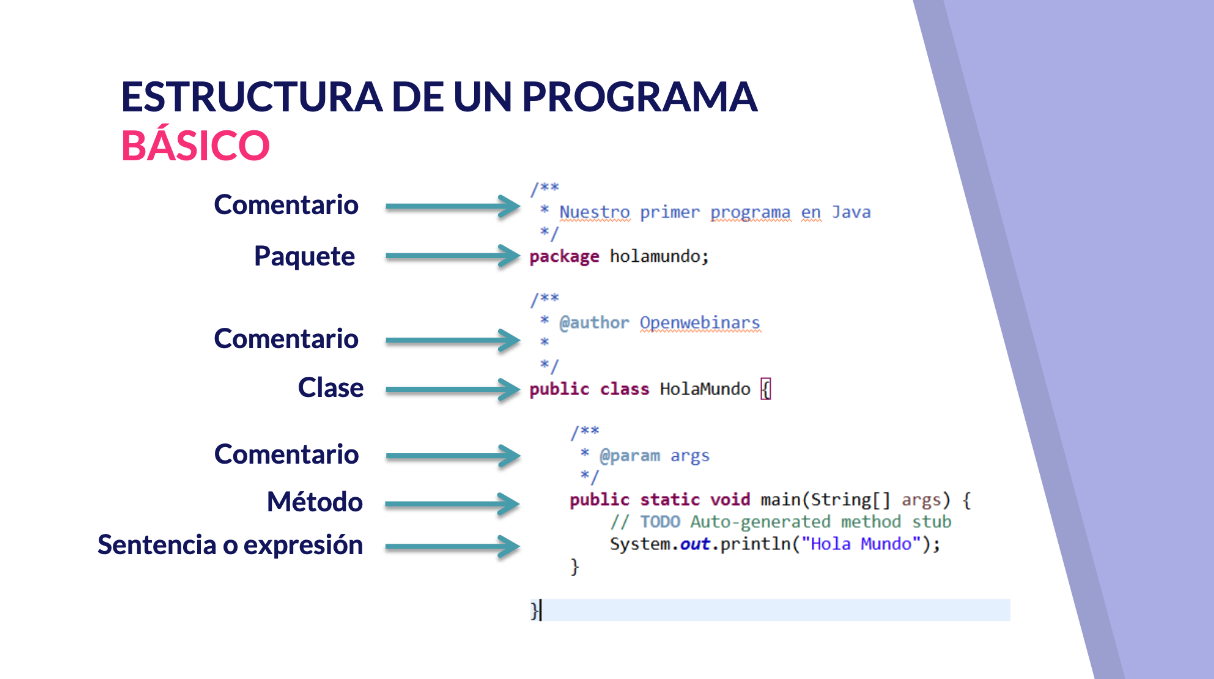 ESTRUCTURA DE UN PROGRAMA
BÁSICO
Comentario
/**
* Nuestro primer programa en Java
*/
Paquete
package holamundo;
Comentario
/**
* @author Openwebinars
*
*/
Clase
public class HolaMundo {
Comentario
/**
* @param args
*/
Método
public static void main(String[] args) {
// TODO Auto-generated method stub
Sentencia o expresión
System.out.println("Hola Mundo");
}
}